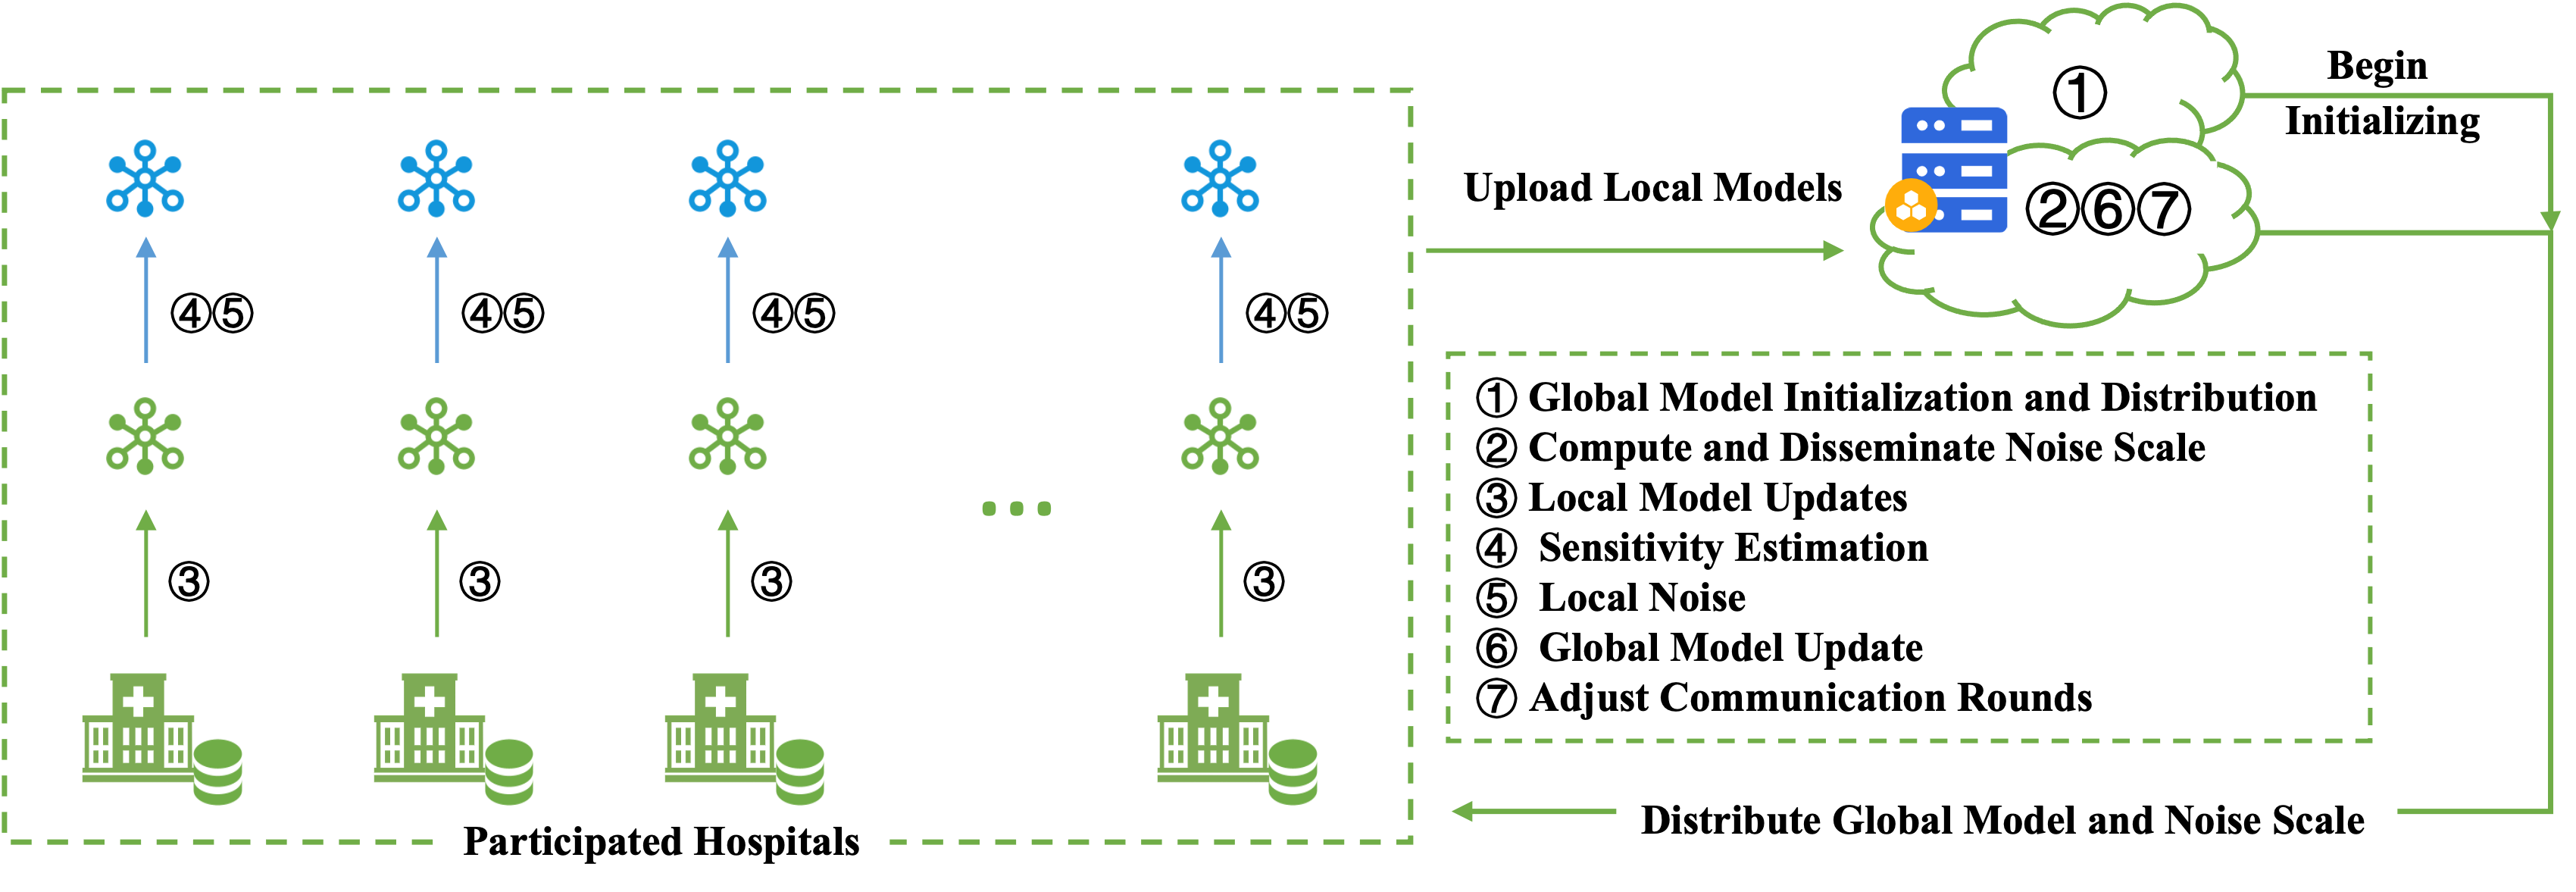 ①
Begin
Initializing
Upload Local Models
②⑥⑦
④⑤
④⑤
④⑤
④⑤
① Global Model Initialization and Distribution
② Compute and Disseminate Noise Scale
③ Local Model Updates
④ Sensitivity Estimation
⑤ Local Noise
⑥ Global Model Update
⑦ Adjust Communication Rounds
...
③
③
③
③
Participated Hospitals
Distribute Global Model and Noise Scale